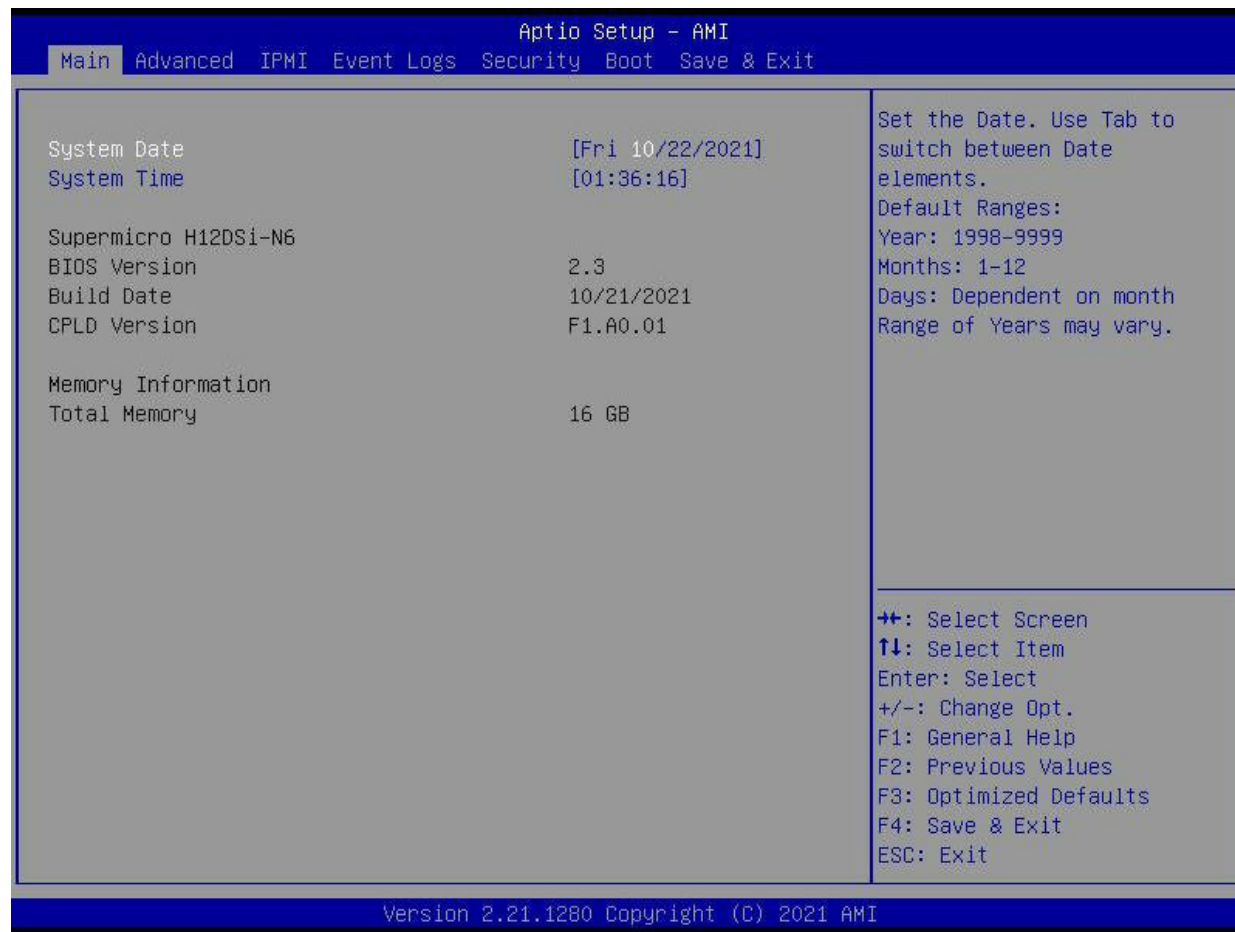 Aptio Setup – AMI
Main Advanced IPMI Event Logs Security Boot Save & Exit
System Date [Fri 10/22/2021]
System Time [01:36:16]
Supermicro H12DSi-N6
BIOS Version 2.3
Build Date 10/21/2021
CPLD Version F1.A0.01
Memory Information
Total Memory 16 GB
Set the Date. Use Tab to
switch between Date
elements.
Default Ranges:
Year: 1998-9999
Months: 1-12
Days: Dependent on month
Range of Years may vary.
→←: Select Screen
↑↓: Select Item
Enter: Select
+/-: Change Opt.
F1: General Help
F2: Previous Values
F3: Optimized Defaults
F4: Save & Exit
ESC: Exit
Version 2.21.1280 Copyright (C) 2021 AMI